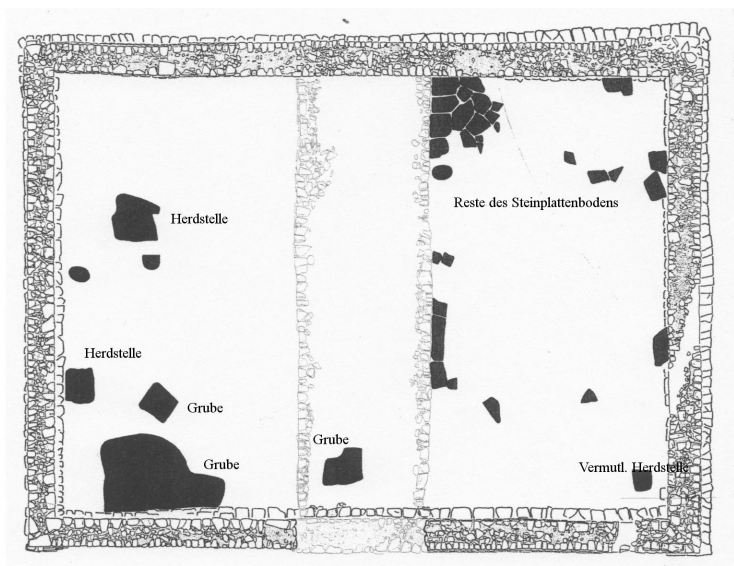 Herdstelle
Reste des Steinplattenbodens
Herdstelle
Grube
Grube
Grube
Vermutl. Herdstelle